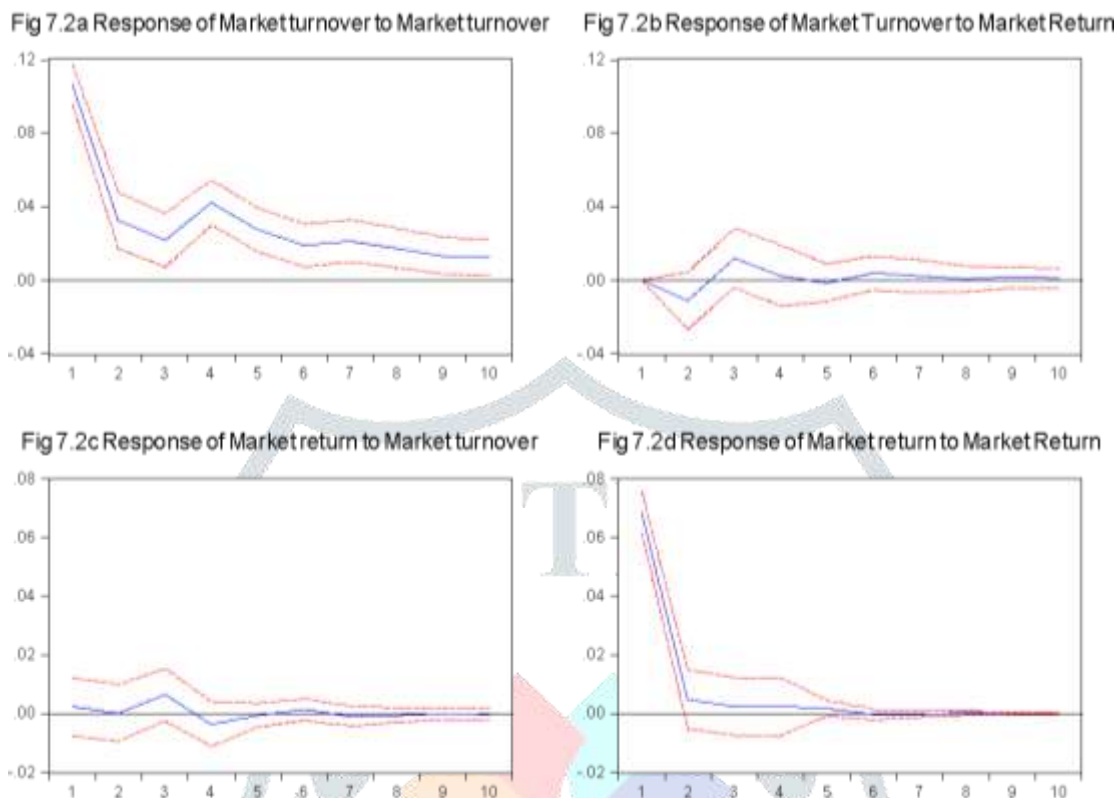 Fig 7.2a Response of Market turnover to Market turnover
.12
.08
.04
.00
-.04
1 2 3 4 5 6 7 8 9 10
Fig 7.2b Response of Market Turnover to Market Return
.12
.08
.04
.00
-.04
1 2 3 4 5 6 7 8 9 10
Fig 7.2c Response of Market return to Market turnover
.08
.06
.04
.02
.00
-.02
1 2 3 4 5 6 7 8 9 10
Fig 7.2d Response of Market return to Market Return
.08
.06
.04
.02
.00
-.02
1 2 3 4 5 6 7 8 9 10
T